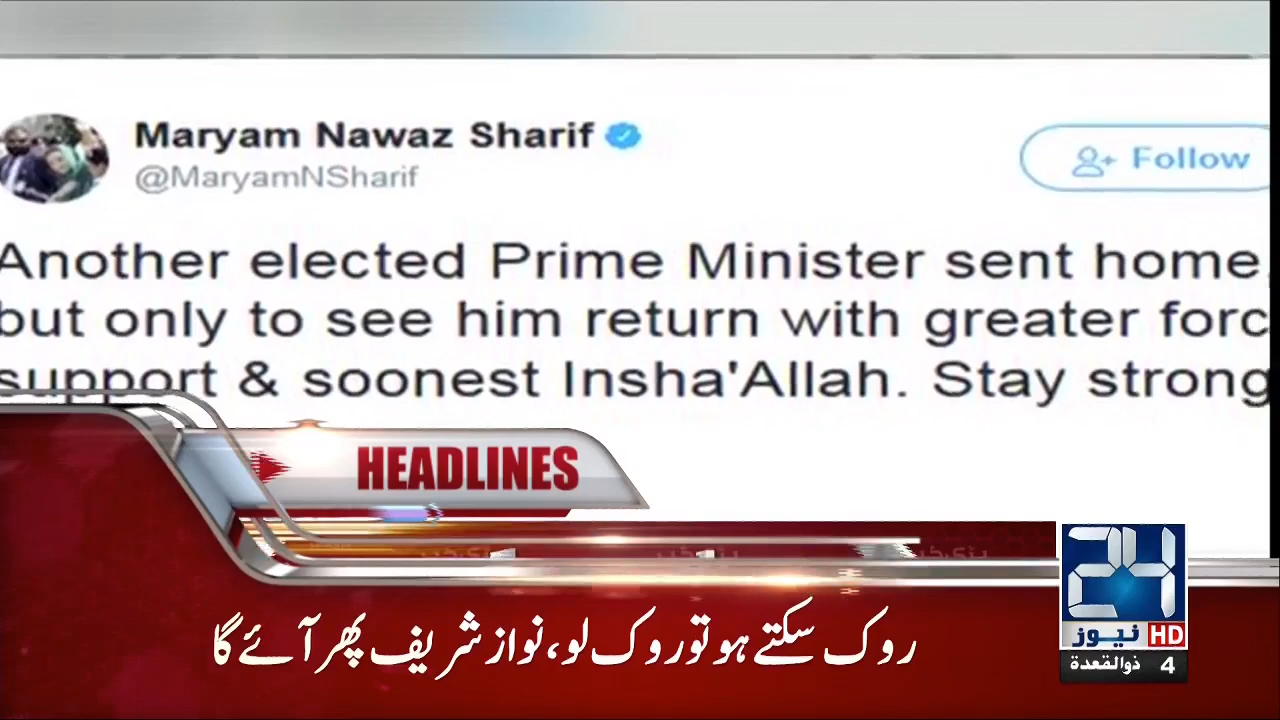 Maryam Nawaz Sharif
@MaryamNSharif
Follow
Another elected Prime Minister sent home,
but only to see him return with greater forc
support & soonest Insha'Allah. Stay strong
HEADLINES
روک سکتے ہو تو روک لو، نواز شریف پھر آئے گا
24
نیوز HD
4 ذوالقعدة